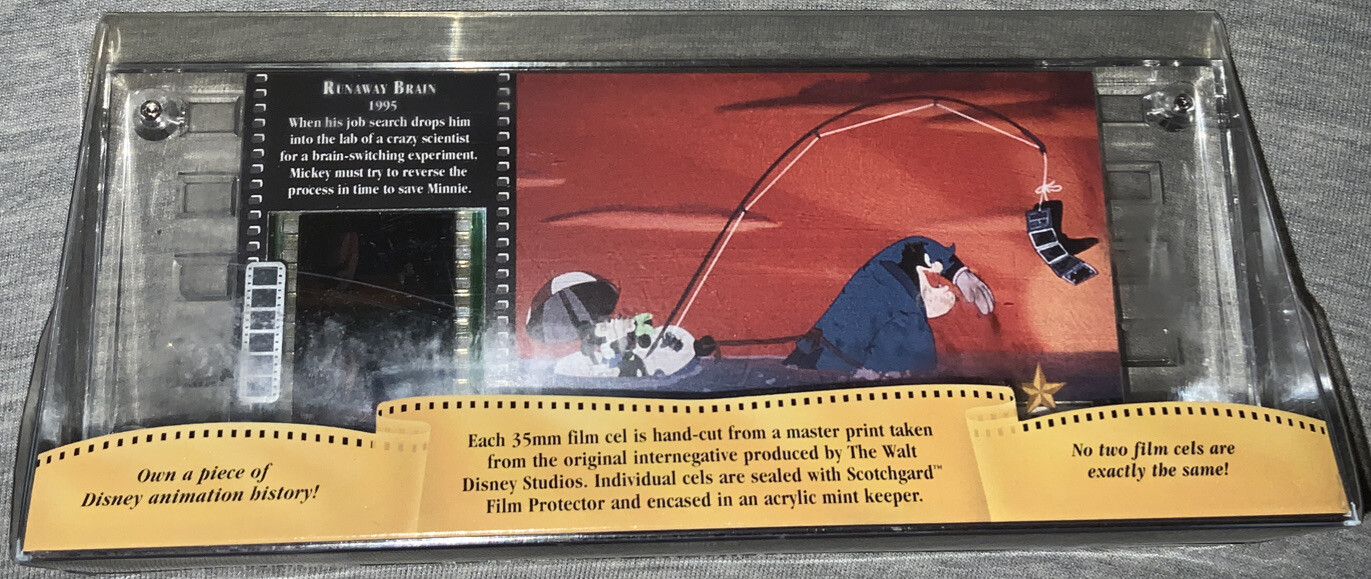 RUNAWAY BRAIN
1995
When his job search drops him
into the lab of a crazy scientist
for a brain-switching experiment,
Mickey must try to reverse the
process in time to save Minnie.
Own a piece of
Disney animation history!
Each 35mm film cel is hand-cut from a master print taken
from the original internegative produced by The Walt
Disney Studios. Individual cels are sealed with Scotchgard™
Film Protector and encased in an acrylic mint keeper.
No two film cels are
exactly the same!